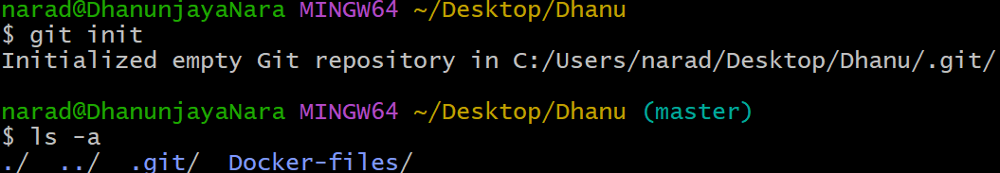 narad@DhanunjayaNara MINGW64 ~/Desktop/Dhanu
$ git init
Initialized empty Git repository in C:/Users/narad/Desktop/Dhanu/.git/
narad@DhanunjayaNara MINGW64 ~/Desktop/Dhanu (master)
$ ls -a
./  ../  .git/  Docker-files/